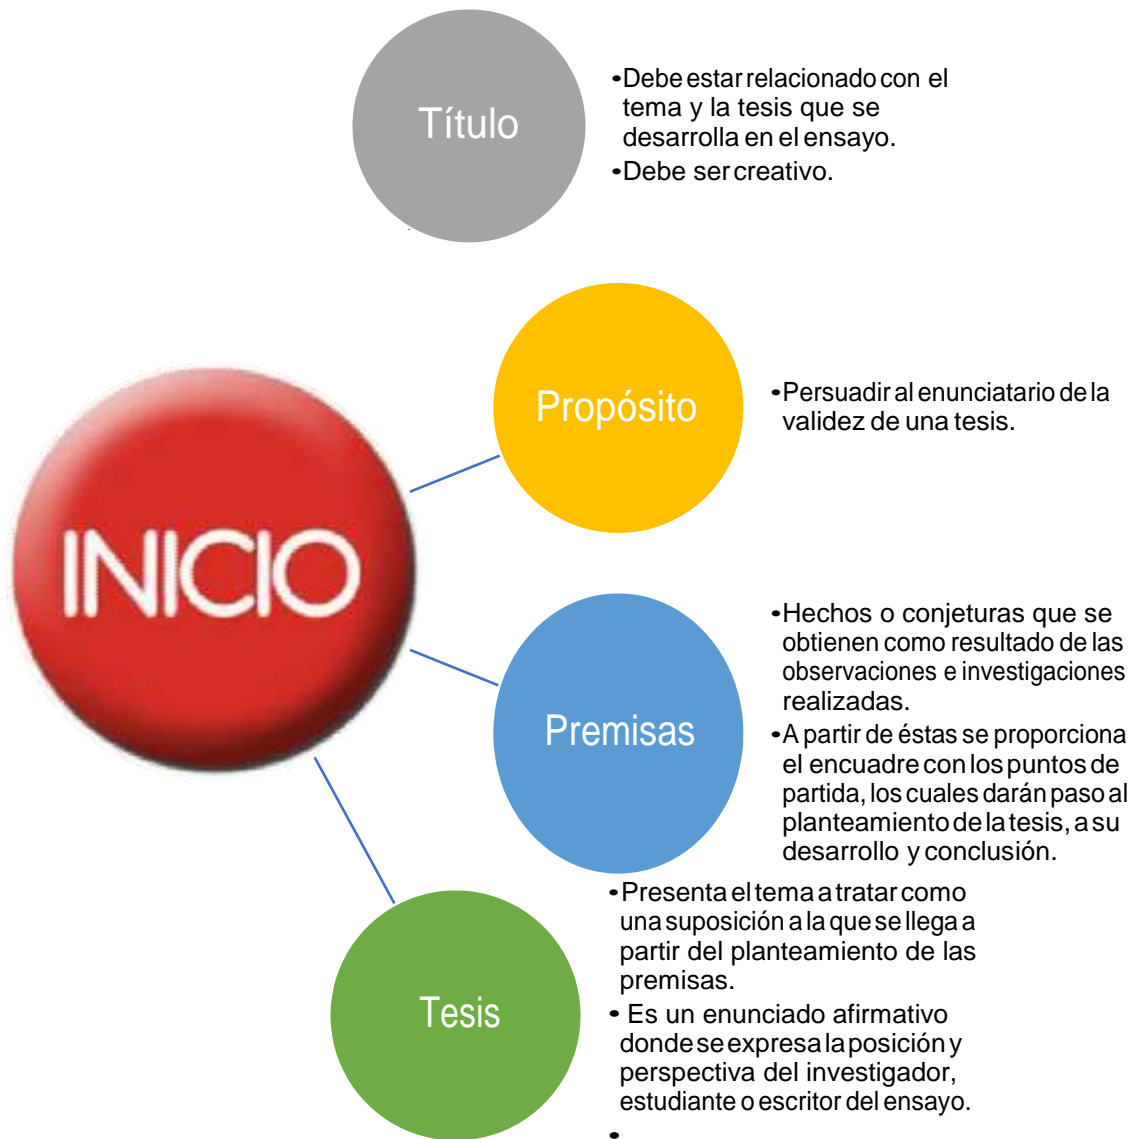 Título
•Debe estar relacionado con el
tema y la tesis que se
desarrolla en el ensayo.
•Debe ser creativo.
Propósito
•Persuadir al enunciatario de la
validez de una tesis.
INICIO
Premisas
•Hechos o conjeturas que se
obtienen como resultado de las
observaciones e investigaciones
realizadas.
•A partir de éstas se proporciona
el encuadre con los puntos de
partida, los cuales darán paso al
planteamiento de la tesis, a su
desarrollo y conclusión.
Tesis
•Presenta el tema a tratar como
una suposición a la que se llega a
partir del planteamiento de las
premisas.
• Es un enunciado afirmativo
donde se expresa la posición y
perspectiva del investigador,
estudiante o escritor del ensayo.
•